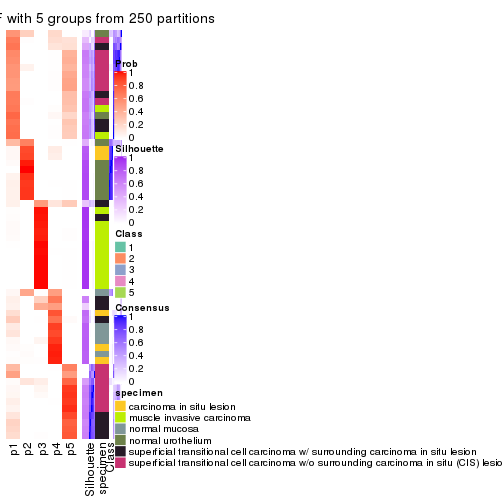 F with 5 groups from 250 partitions
Prob
1
0.8
0.6
0.4
0.2
0
Silhouette
1
0.8
0.6
0.4
0.2
0
Class
1
2
3
4
5
Consensus
1
0.8
0.6
0.4
0.2
0
specimen
carcinoma in situ lesion
muscle invasive carcinoma
normal mucosa
normal urothelium
superficial transitional cell carcinoma w/ surrounding carcinoma in situ lesion
superficial transitional cell carcinoma w/o surrounding carcinoma in situ (CIS) lesio
p1
p2
p3
p4
p5
Silhouette
specimen
Class